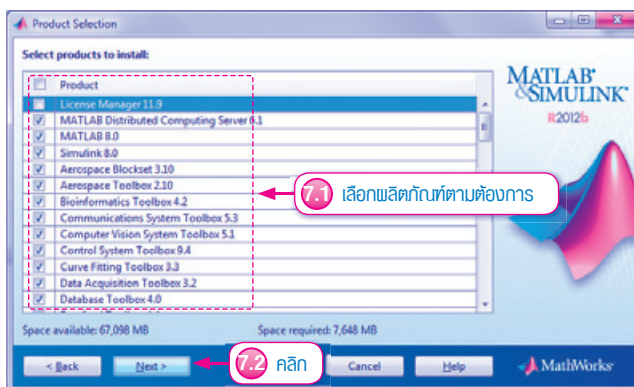 Product Selection
Select products to install:
Product
License Manager 11.9
MATLAB Distributed Computing Server 6.1
MATLAB 8.0
Simulink 8.0
Aerospace Blockset 3.10
Aerospace Toolbox 2.10
Bioinformatics Toolbox 4.2
Communications System Toolbox 5.3
Computer Vision System Toolbox 5.1
Control System Toolbox 9.4
Curve Fitting Toolbox 3.3
Data Acquisition Toolbox 3.2
Database Toolbox 4.0
7.1 เลือกผลิตภัณฑ์ตามต้องการ
MATLAB®
&SIMULINK®
R2012b
Space available: 67,098 MB Space required: 7,648 MB
< Back Next > 7.2 คลิก Cancel Help MathWorks®